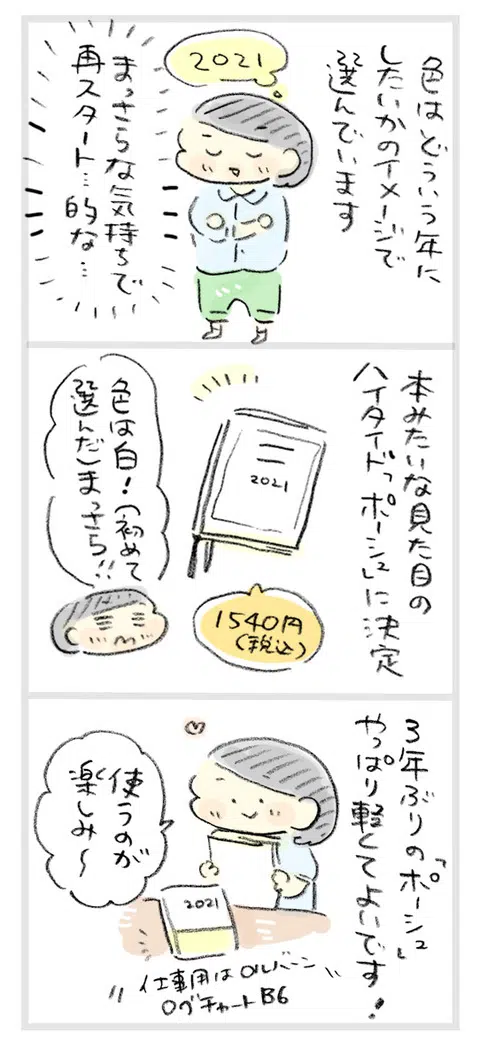 色はどういう年に
したいかのイメージで
選んでいます
2021
まっさらな気持ちで
再スタート…的な…
本みたいな見た目の
ハイタイド「ポーシュ」に決定
2021
1540円
(税込)
色は白!(初めて
選んだ)まっさら!!
3年ぶりの「ポーシュ」
やっぱり軽くてよいです!
使うのが
楽しみ〜
2021
仕事用はロルバーン
ログチャートB6